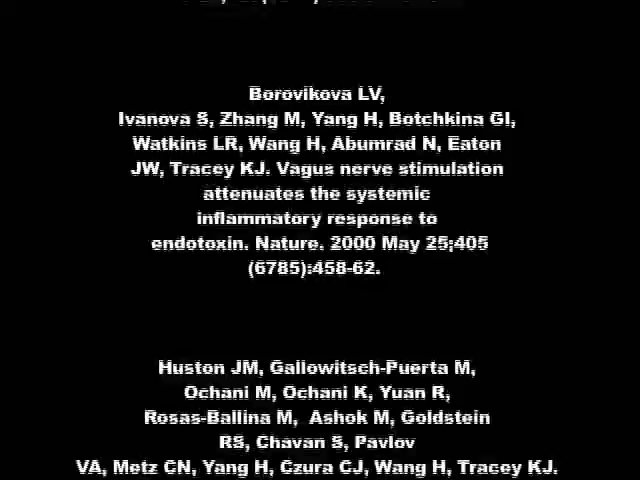 Borovikova LV,
Ivanova S, Zhang M, Yang H, Botchkina GI,
Watkins LR, Wang H, Abumrad N, Eaton
JW, Tracey KJ. Vagus nerve stimulation
attenuates the systemic
inflammatory response to
endotoxin. Nature. 2000 May 25;405
(6785):458-62.
Huston JM, Gallowitsch-Puerta M,
Ochani M, Ochani K, Yuan R,
Rosas-Ballina M, Ashok M, Goldstein
RS, Chavan S, Pavlov
VA, Metz CN, Yang H, Czura CJ, Wang H, Tracey KJ.